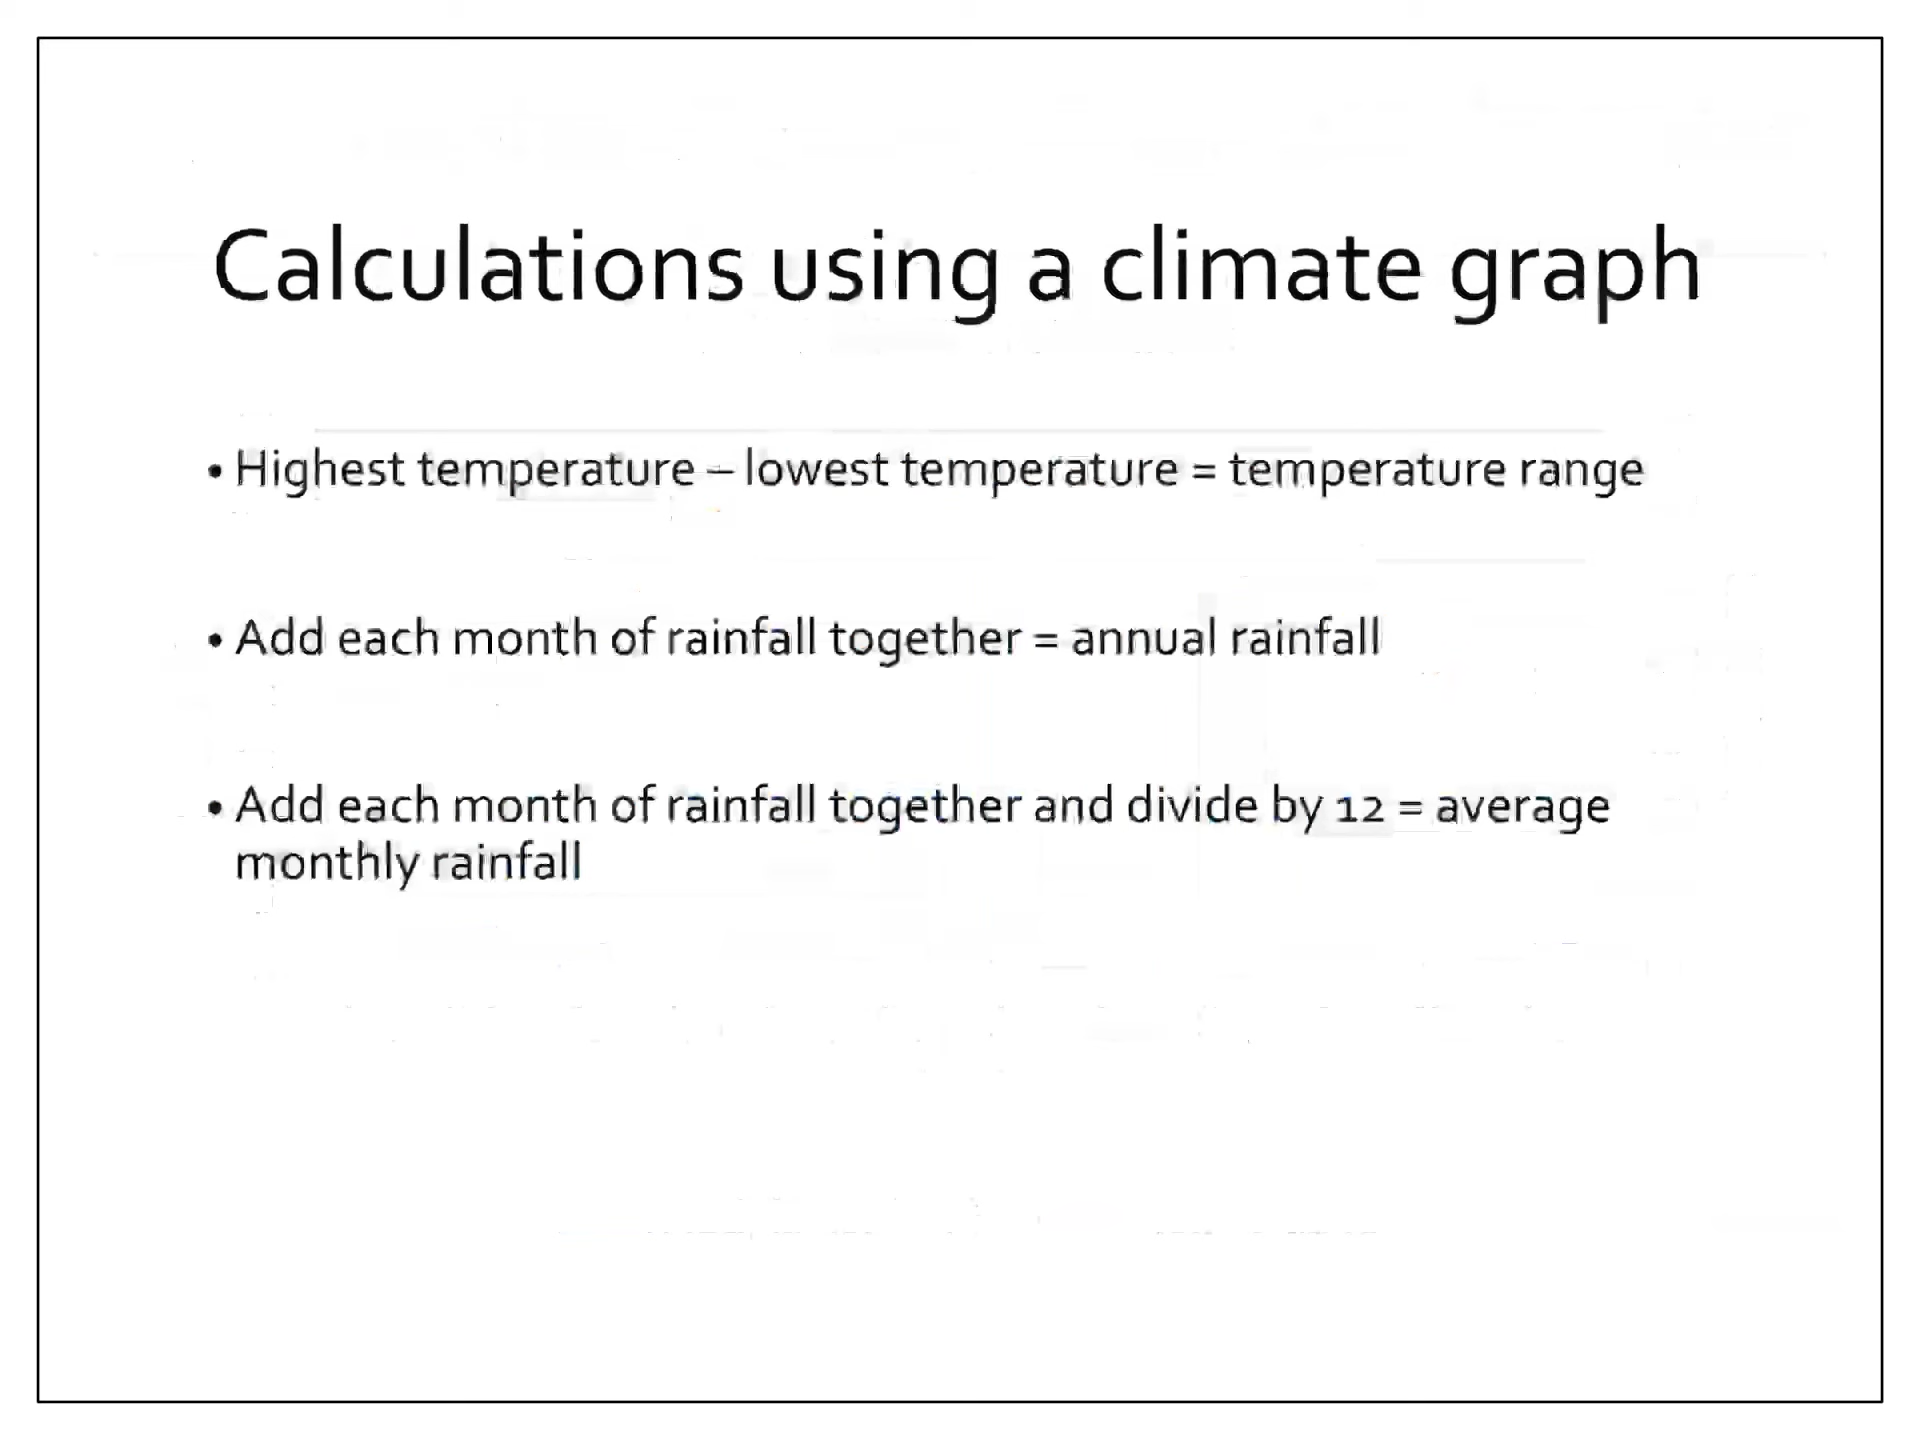 Calculations using a climate graph
• Highest temperature – lowest temperature = temperature range
• Add each month of rainfall together = annual rainfall
• Add each month of rainfall together and divide by 12 = average
monthly rainfall